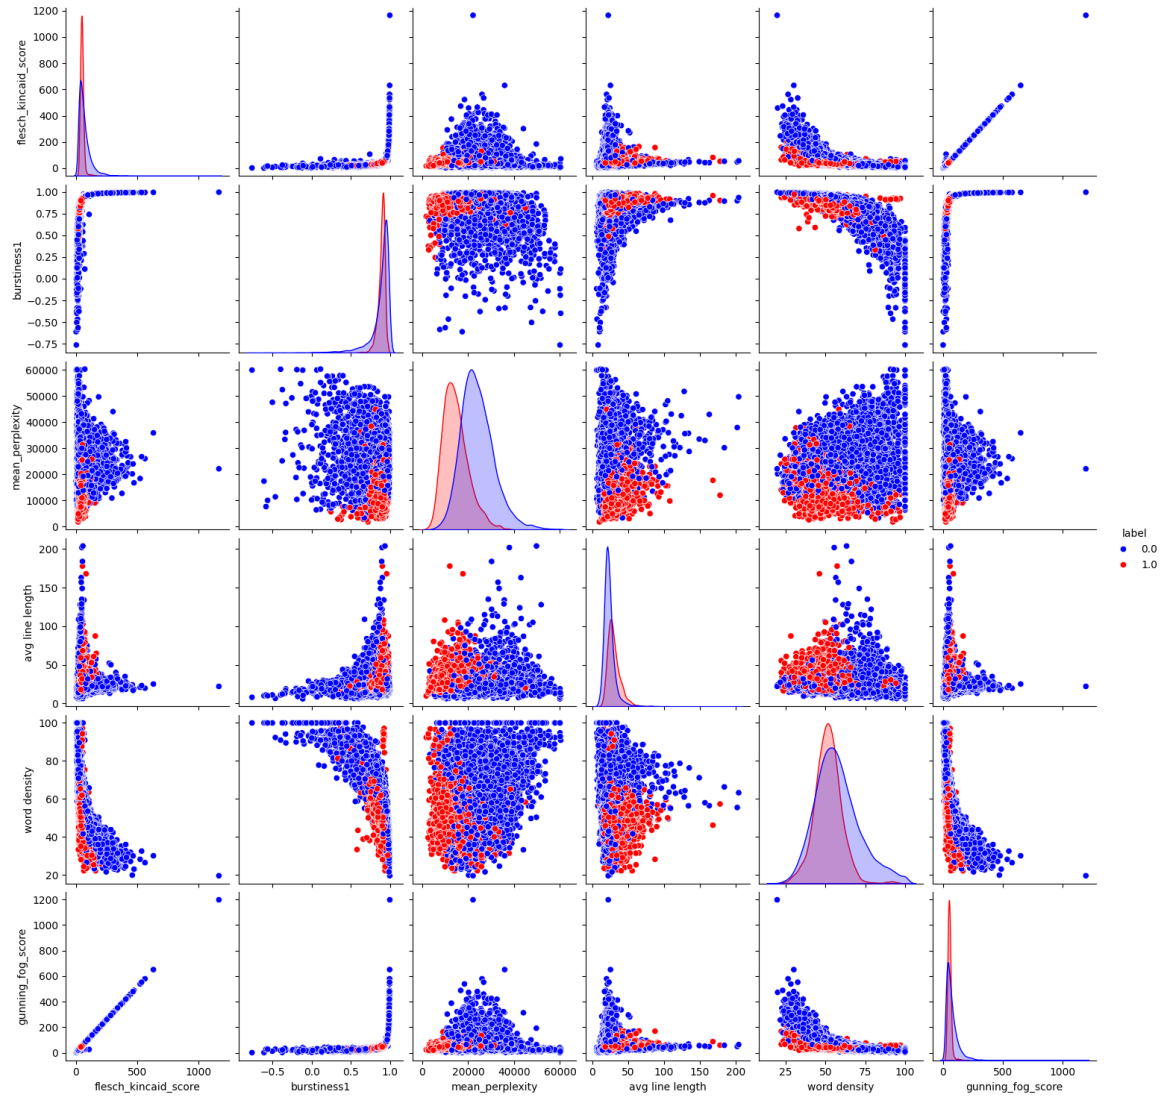 1200
1000
800
600
400
200
0
flesch_kincaid_score
1.00
0.75
0.50
0.25
0.00
−0.25
−0.50
−0.75
burstiness1
60000
50000
40000
30000
20000
10000
0
mean_perplexity
label
0.0
1.0
200
150
100
50
0
avg line length
100
80
60
40
20
word density
1200
1000
800
600
400
200
0
gunning_fog_score
0 500 1000
−0.5 0.0 0.5 1.0
0 20000 40000 60000
0 50 100 150 200
25 50 75 100
0 500 1000
flesch_kincaid_score burstiness1 mean_perplexity avg line length word density gunning_fog_score